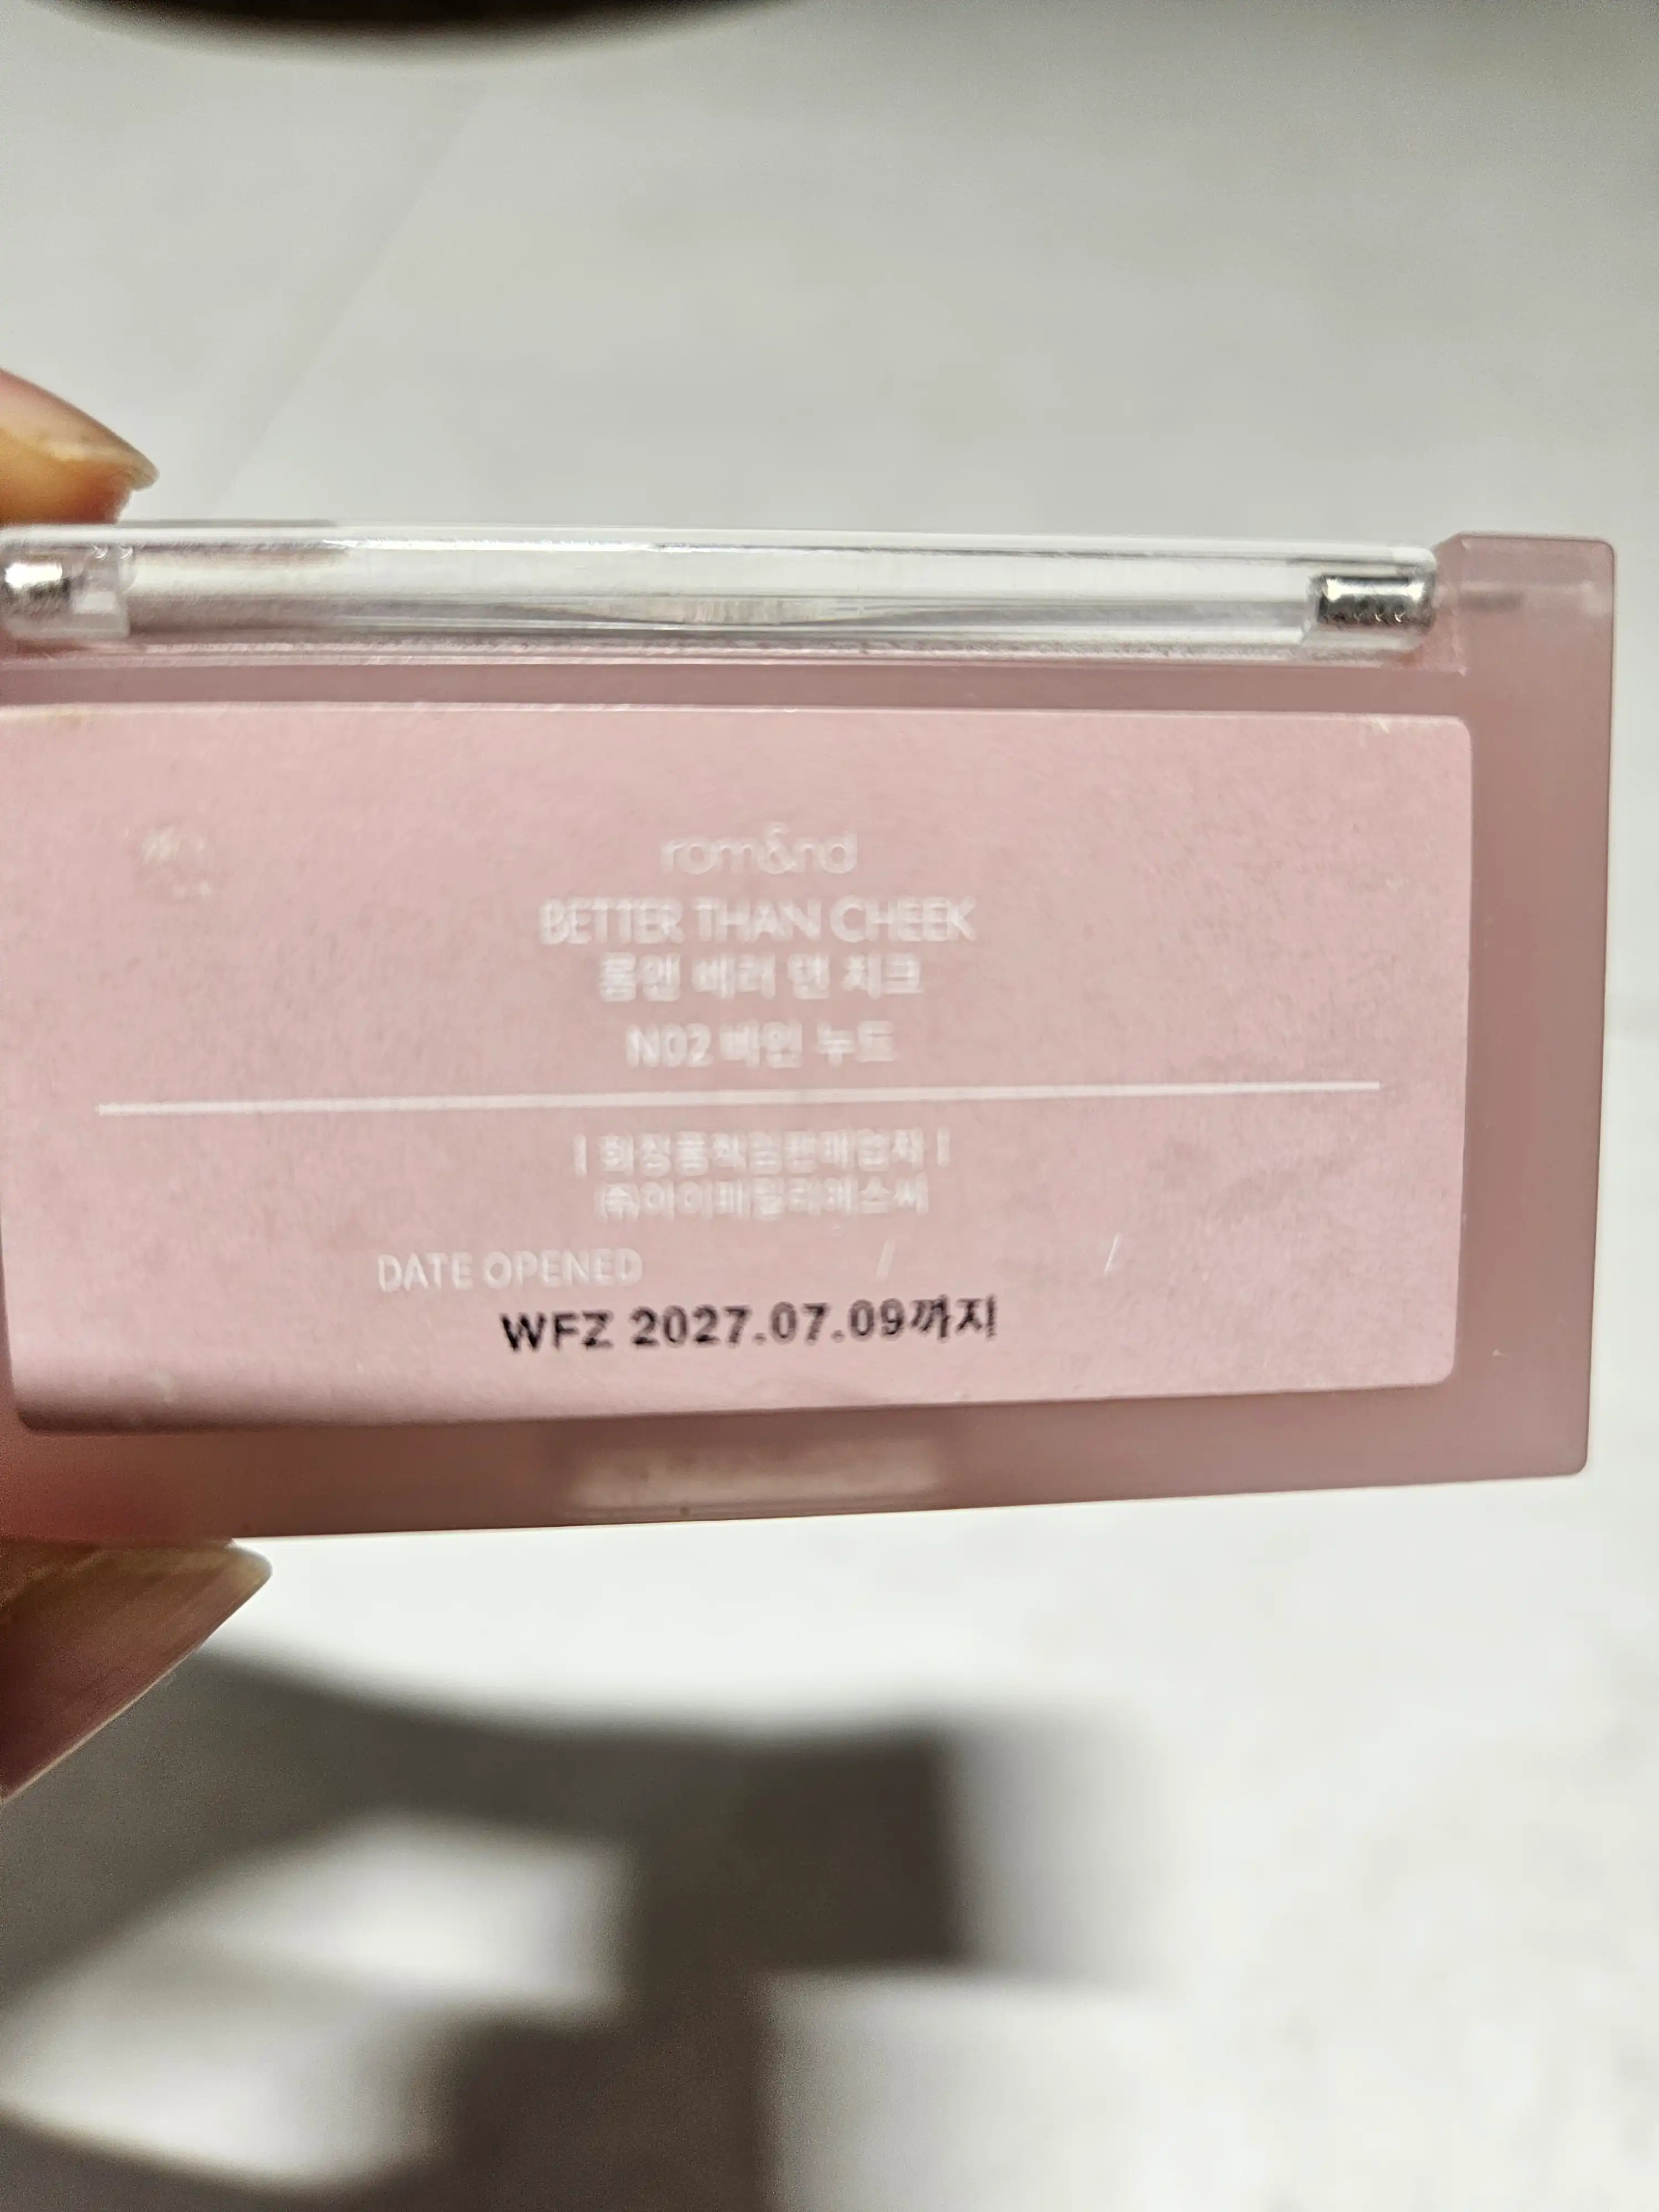 rom&nd
BETTER THAN CHEEK
롬앤 베러 댄 치크
N02 바인 누드
| 화장품책임판매업자 |
㈜아이패밀리에스씨
DATE OPENED / /
WFZ 2027.07.09까지